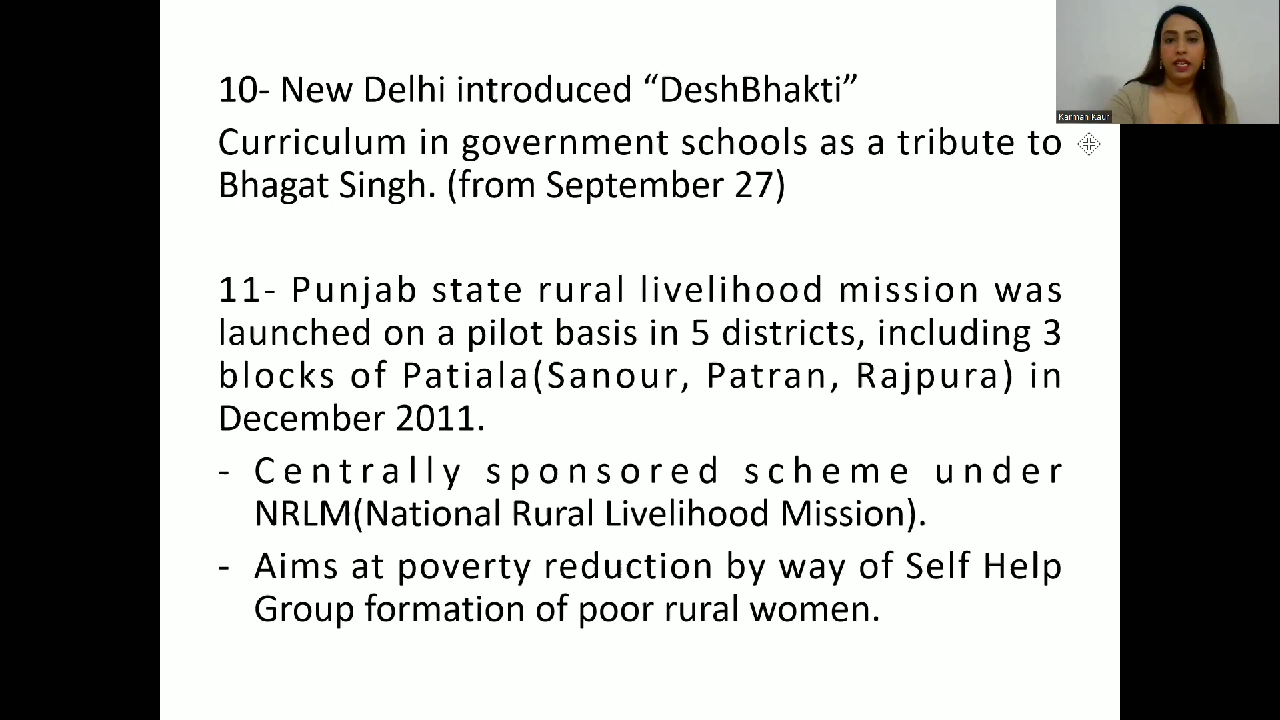 10- New Delhi introduced “DeshBhakti”
Curriculum in government schools as a tribute to
Bhagat Singh. (from September 27)
11- Punjab state rural livelihood mission was
launched on a pilot basis in 5 districts, including 3
blocks of Patiala(Sanour, Patran, Rajpura) in
December 2011.
- Centrally sponsored scheme under
NRLM(National Rural Livelihood Mission).
- Aims at poverty reduction by way of Self Help
Group formation of poor rural women.
Karman Kaur